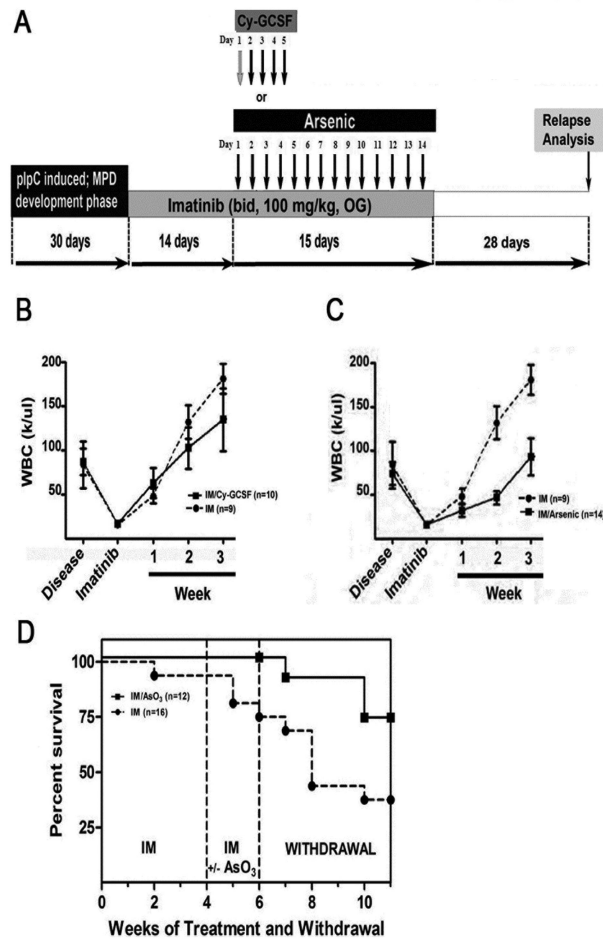 A
Cy-GCSF
Day 1 2 3 4 5
or
Arsenic
Day 1 2 3 4 5 6 7 8 9 10 11 12 13 14
Relapse
Analysis
pIpC induced; MPD
development phase
Imatinib (bid, 100 mg/kg, OG)
30 days
14 days
15 days
28 days
B
WBC (k/ul)
200
150
100
50
IM/Cy-GCSF (n=10)
IM (n=9)
Disease
Imatinib
1 2 3
Week
C
WBC (k/ul)
200
150
100
50
IM (n=9)
IM/Arsenic (n=14)
Disease
Imatinib
1 2 3
Week
D
Percent survival
100
75
50
25
IM/AsO3 (n=12)
IM (n=16)
IM
IM
+/- AsO3
WITHDRAWAL
0 2 4 6 8 10
Weeks of Treatment and Withdrawal